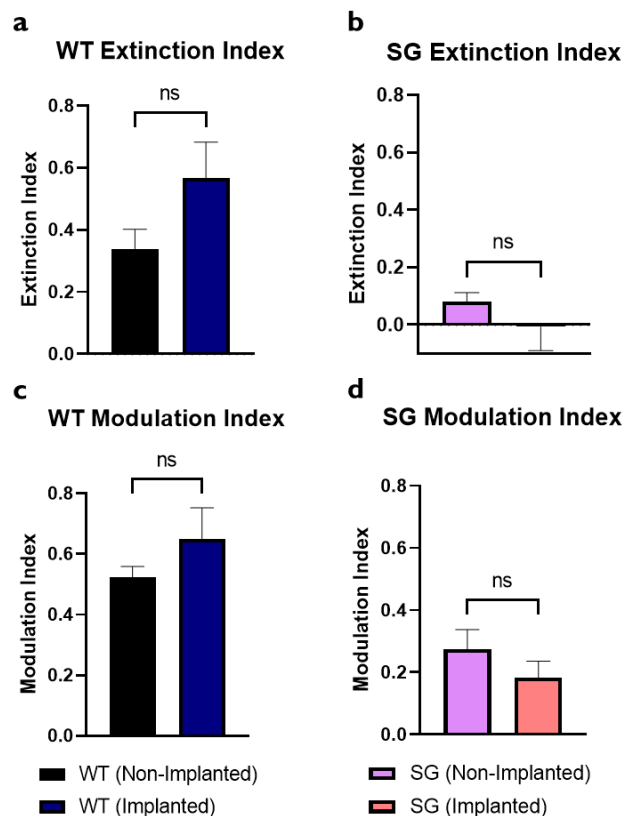 a
WT Extinction Index
ns
0.8
0.6
0.4
0.2
0.0
Extinction Index
b
SG Extinction Index
0.8
0.6
0.4
ns
0.2
0.0
Extinction Index
c
WT Modulation Index
ns
0.8
0.6
0.4
0.2
0.0
Modulation Index
WT (Non-Implanted)
WT (Implanted)
d
SG Modulation Index
0.8
0.6
ns
0.4
0.2
0.0
Modulation Index
SG (Non-Implanted)
SG (Implanted)